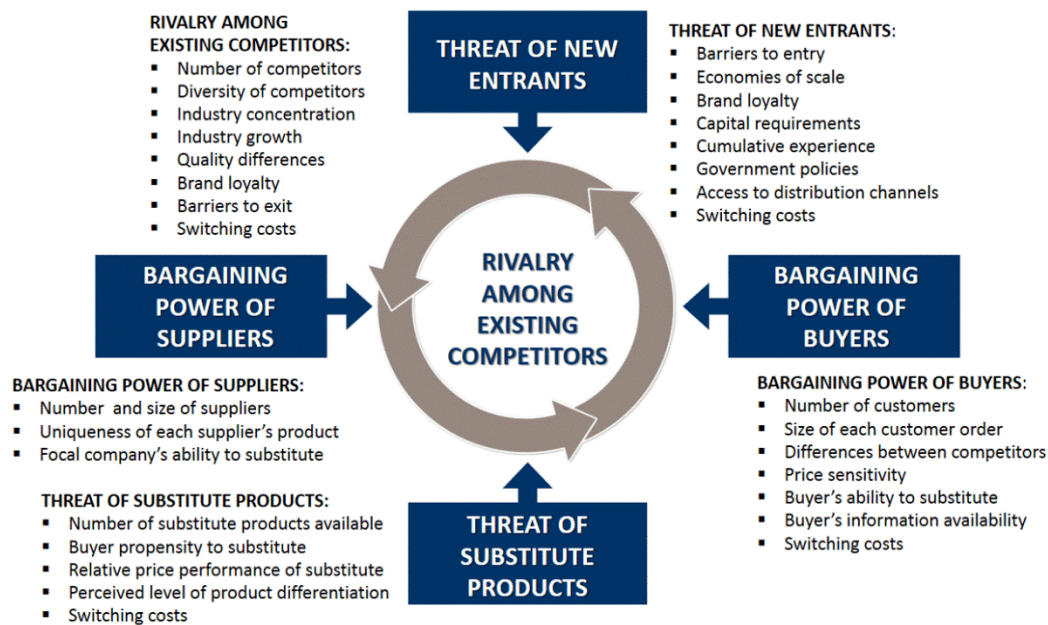 RIVALRY AMONG
EXISTING COMPETITORS:
▪ Number of competitors
▪ Diversity of competitors
▪ Industry concentration
▪ Industry growth
▪ Quality differences
▪ Brand loyalty
▪ Barriers to exit
▪ Switching costs
THREAT OF NEW
ENTRANTS
THREAT OF NEW ENTRANTS:
▪ Barriers to entry
▪ Economies of scale
▪ Brand loyalty
▪ Capital requirements
▪ Cumulative experience
▪ Government policies
▪ Access to distribution channels
▪ Switching costs
BARGAINING
POWER OF
SUPPLIERS
RIVALRY
AMONG
EXISTING
COMPETITORS
BARGAINING
POWER OF
BUYERS
BARGAINING POWER OF SUPPLIERS:
▪ Number and size of suppliers
▪ Uniqueness of each supplier’s product
▪ Focal company’s ability to substitute
BARGAINING POWER OF BUYERS:
▪ Number of customers
▪ Size of each customer order
▪ Differences between competitors
▪ Price sensitivity
▪ Buyer’s ability to substitute
▪ Buyer’s information availability
▪ Switching costs
THREAT OF SUBSTITUTE PRODUCTS:
▪ Number of substitute products available
▪ Buyer propensity to substitute
▪ Relative price performance of substitute
▪ Perceived level of product differentiation
▪ Switching costs
THREAT OF
SUBSTITUTE
PRODUCTS